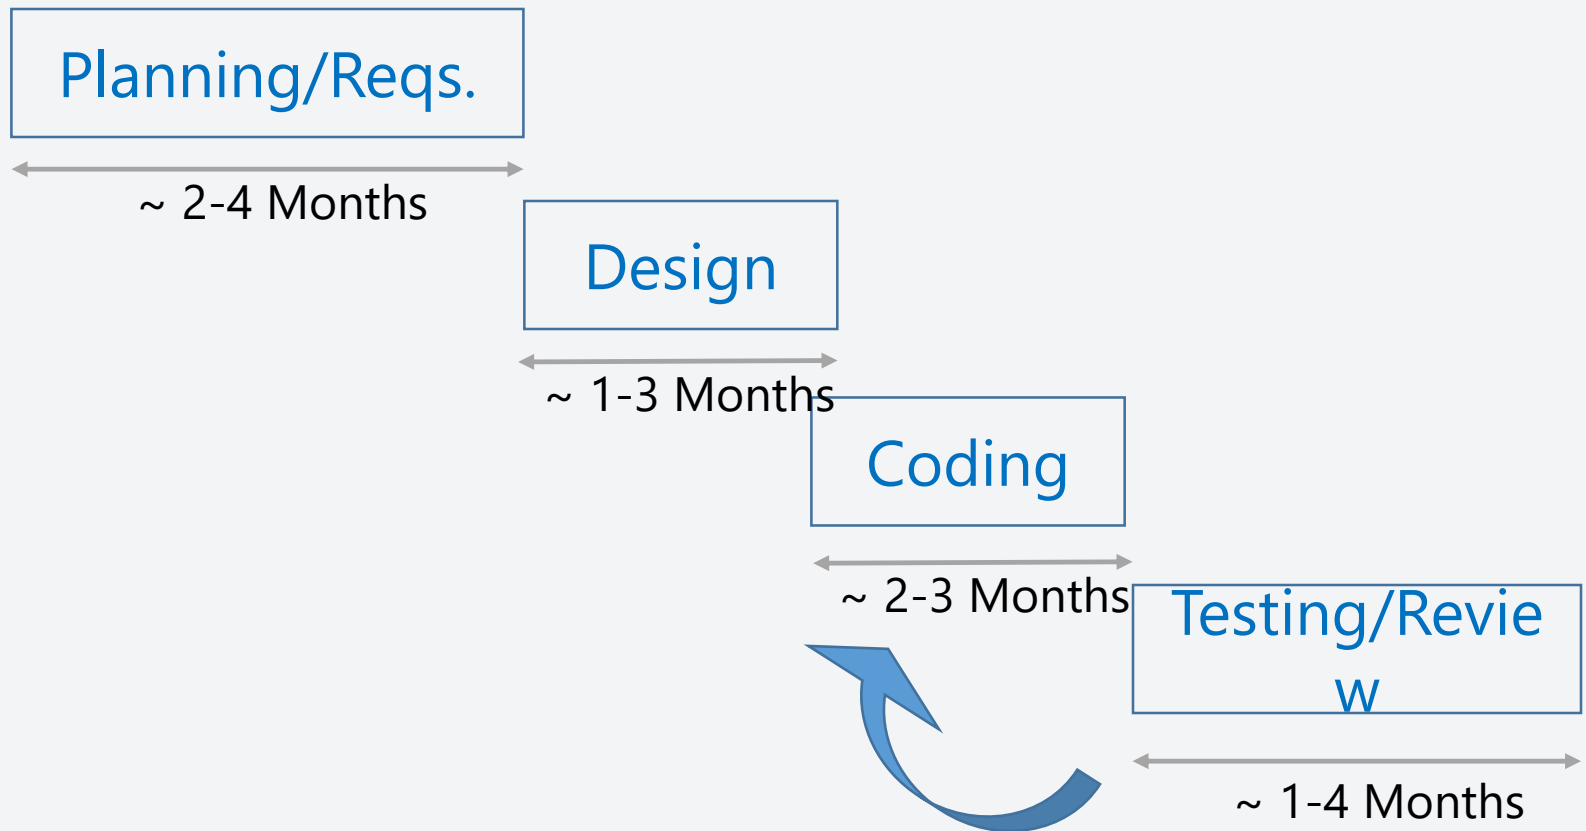 Planning/Reqs.
~ 2-4 Months
Design
~ 1-3 Months
Coding
~ 2-3 Months
Testing/Revie
w
~ 1-4 Months